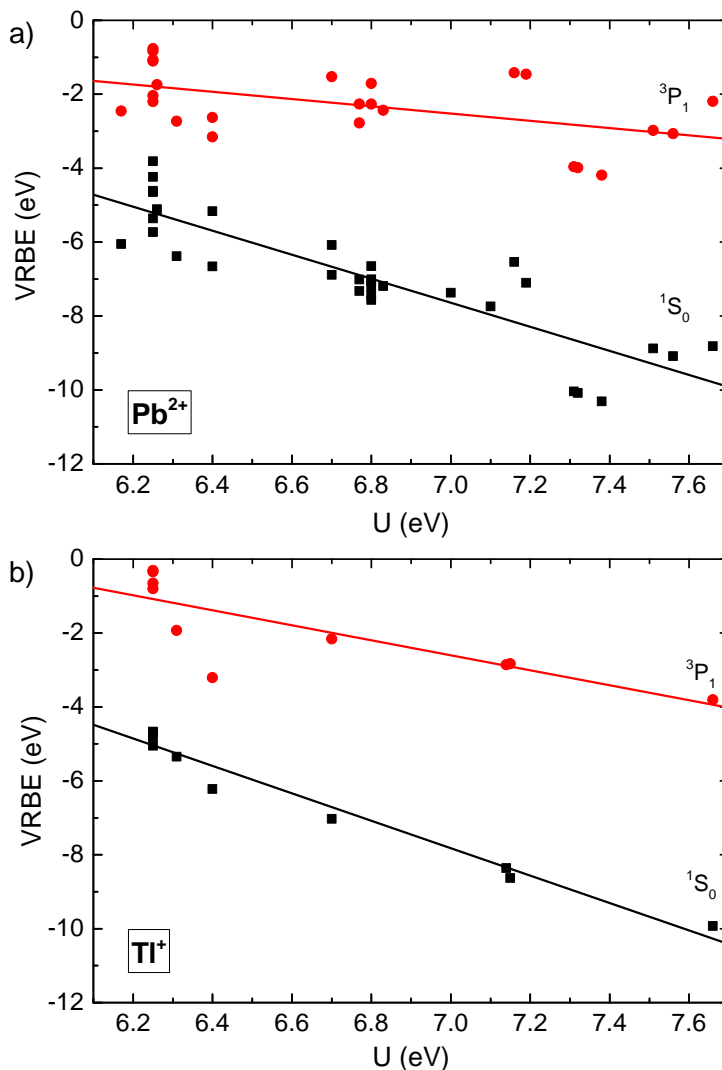 a)
0
-2
-4
-6
-8
-10
-12
VRBE (eV)
³P₁
¹S₀
Pb²⁺
6.2 6.4 6.6 6.8 7.0 7.2 7.4 7.6
U (eV)
b)
0
-2
-4
-6
-8
-10
-12
VRBE (eV)
³P₁
¹S₀
Tl⁺
6.2 6.4 6.6 6.8 7.0 7.2 7.4 7.6
U (eV)